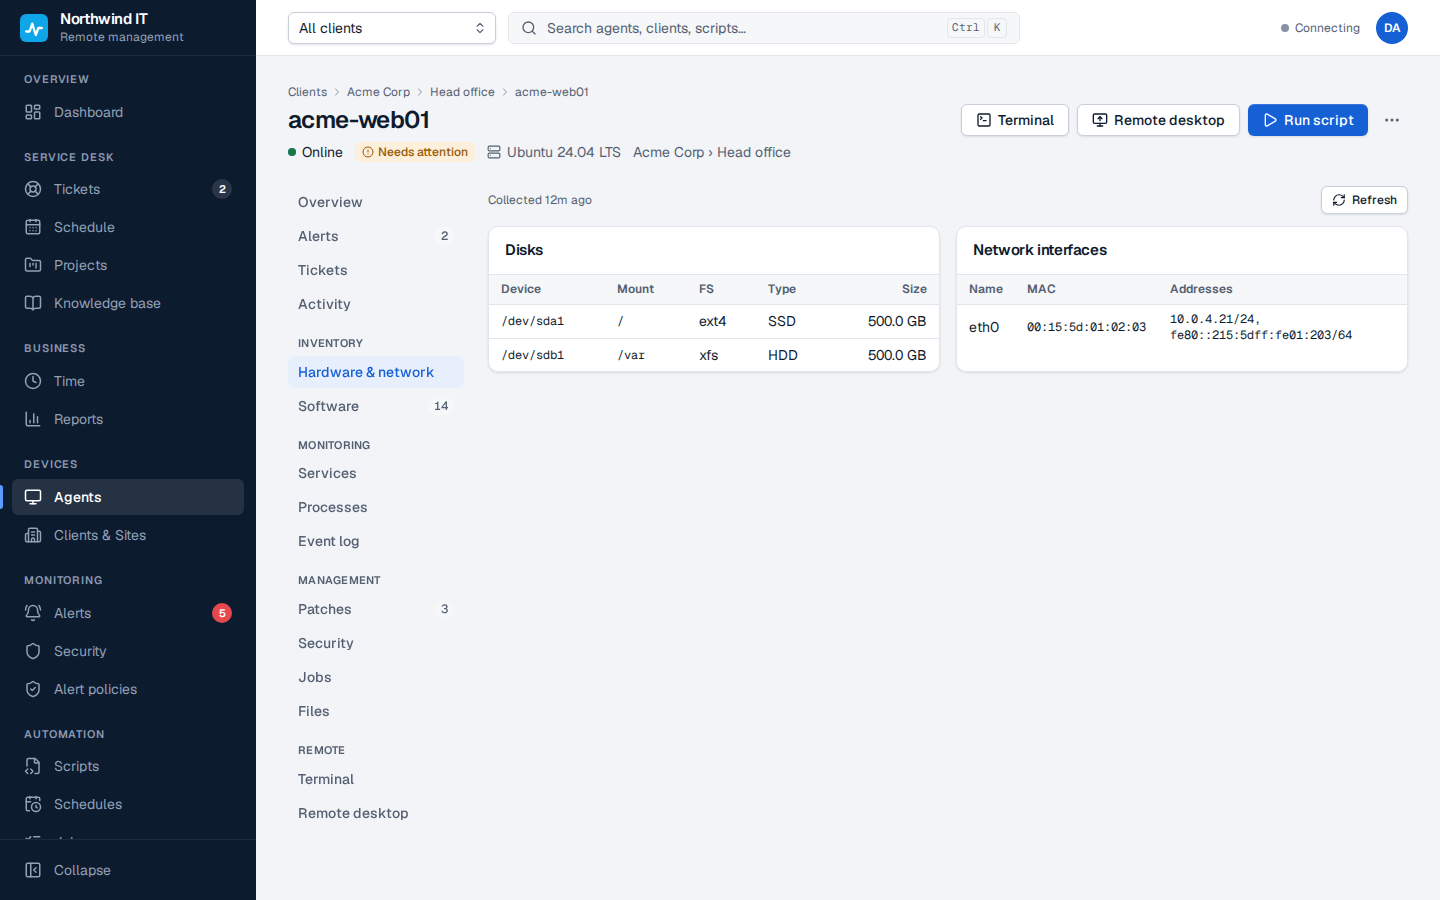 Northwind IT
Remote management
All clients
Search agents, clients, scripts…
Ctrl K
Connecting
DA
OVERVIEW
Dashboard
SERVICE DESK
Tickets 2
Schedule
Projects
Knowledge base
BUSINESS
Time
Reports
DEVICES
Agents
Clients & Sites
MONITORING
Alerts 5
Security
Alert policies
AUTOMATION
Scripts
Schedules
Collapse
Clients > Acme Corp > Head office > acme-web01
acme-web01
Terminal
Remote desktop
Run script
Online
Needs attention
Ubuntu 24.04 LTS
Acme Corp › Head office
Overview
Alerts 2
Tickets
Activity
INVENTORY
Hardware & network
Software 14
MONITORING
Services
Processes
Event log
MANAGEMENT
Patches 3
Security
Jobs
Files
REMOTE
Terminal
Remote desktop
Collected 12m ago
Refresh
Disks
Device Mount FS Type Size
/dev/sda1 / ext4 SSD 500.0 GB
/dev/sdb1 /var xfs HDD 500.0 GB
Network interfaces
Name MAC Addresses
eth0 00:15:5d:01:02:03 10.0.4.21/24,
fe80::215:5dff:fe01:203/64